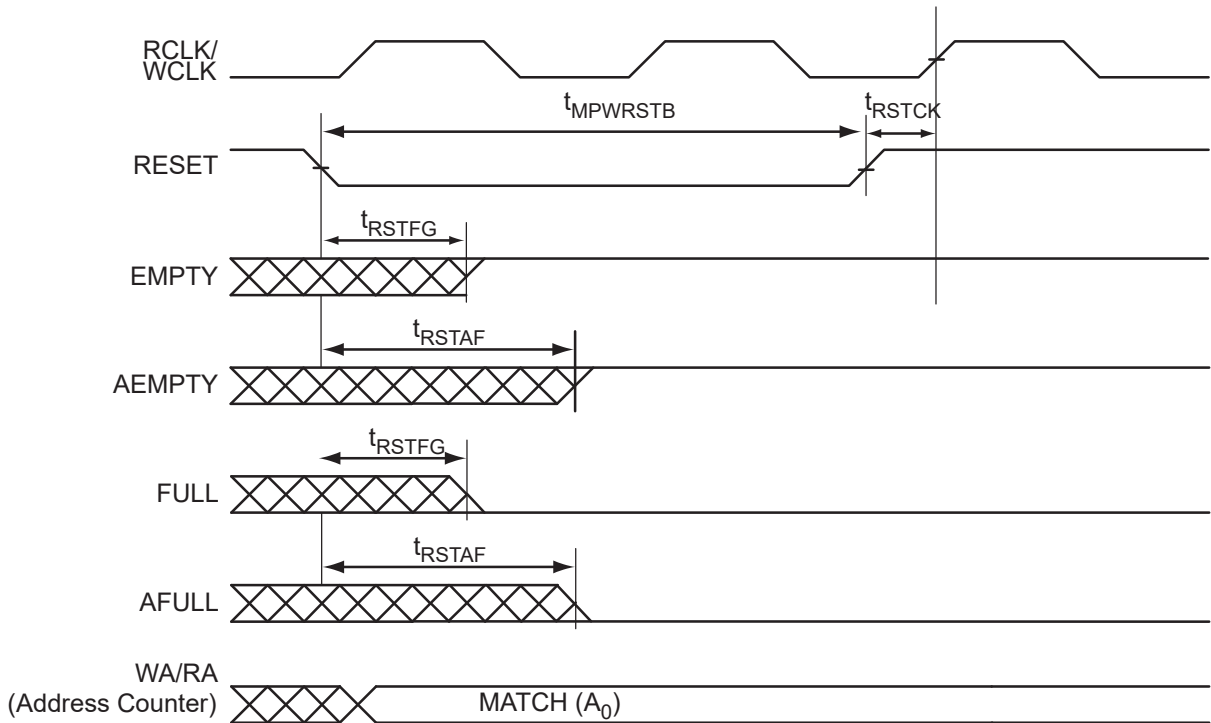 RCLK/
WCLK
tMPWRSTB
tRSTCK
RESET
tRSTFG
EMPTY
tRSTAF
AEMPTY
tRSTFG
FULL
tRSTAF
AFULL
WA/RA
(Address Counter)
MATCH (A0)